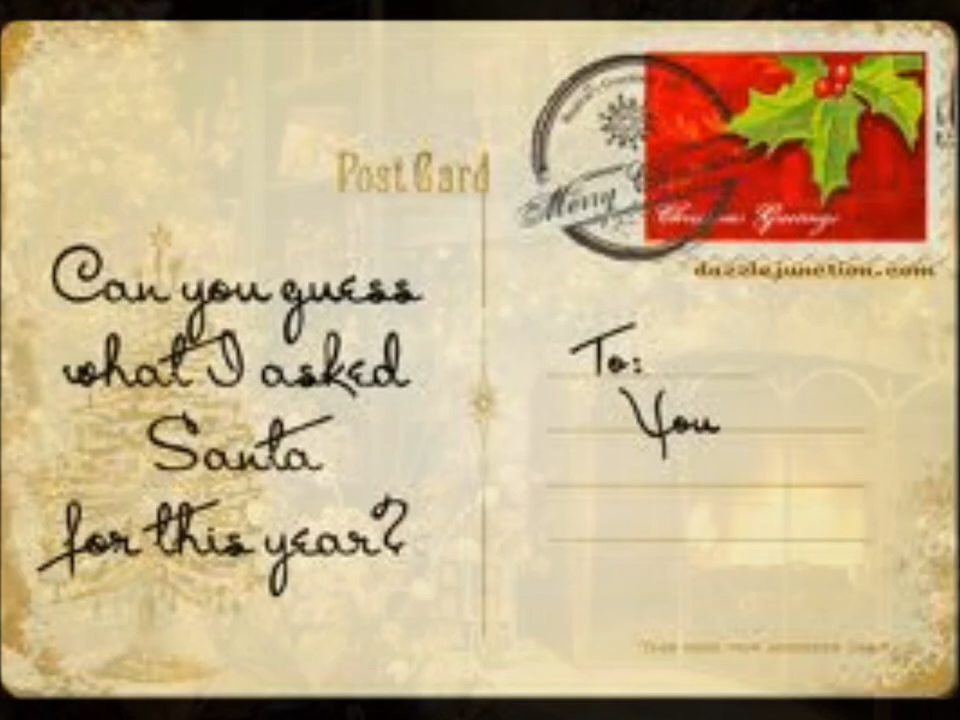 Post Card
Merry
Christmas Greetings
dazzlejunction.com
Can you guess
what I asked
Santa
for this year?
To:
You